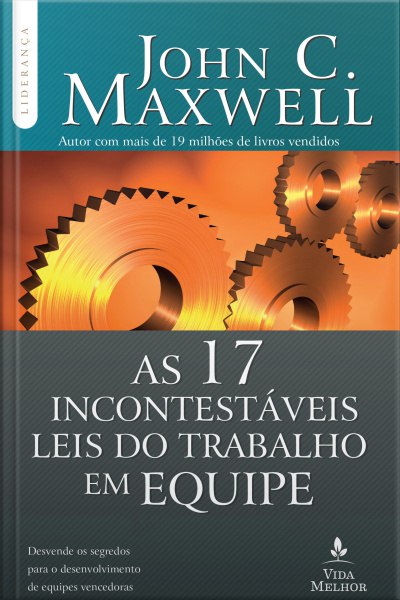 LIDERANÇA
JOHN C.
MAXWELL
Autor com mais de 19 milhões de livros vendidos
AS 17
INCONTESTÁVEIS
LEIS DO TRABALHO
EM EQUIPE
Desvende os segredos
para o desenvolvimento
de equipes vencedoras
VIDA
MELHOR